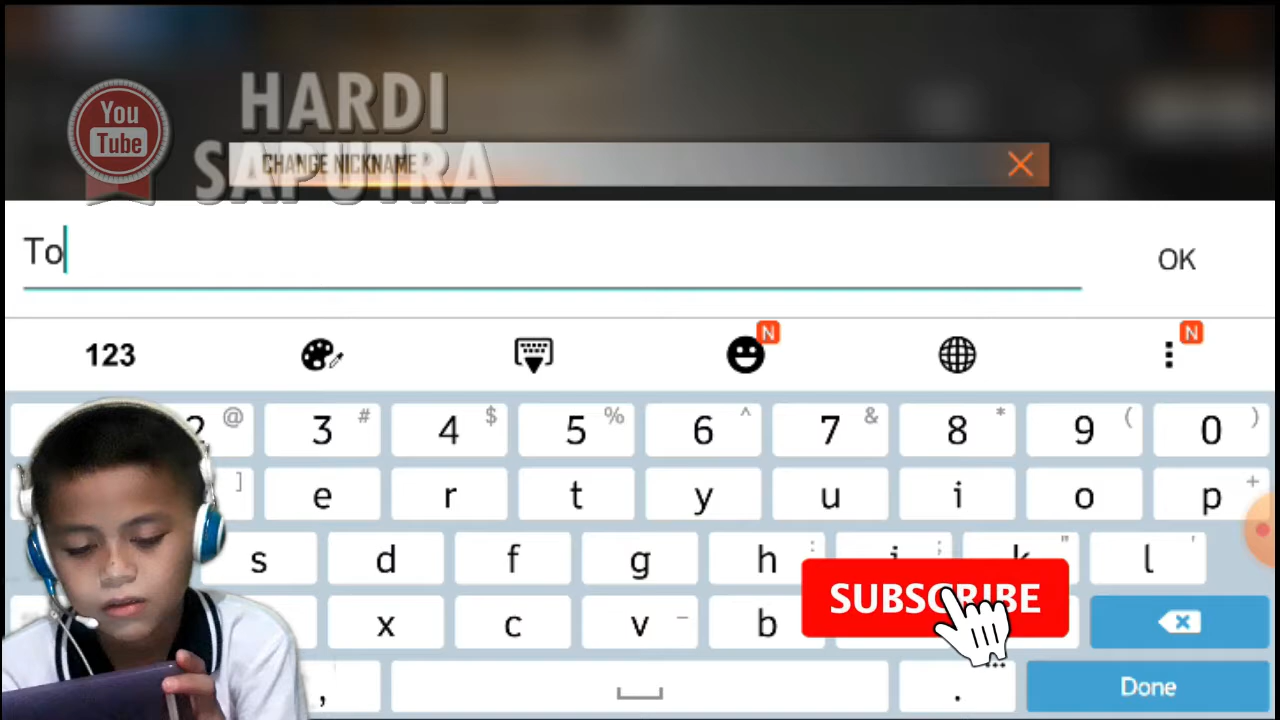 You
Tube
HARDI
SAPUTRA
CHANGE NICKNAME
To
OK
123
N
N
2 @ 3 # 4 $ 5 % 6 ^ 7 & 8 * 9 ( 0 )
] e r t y u i o p +
s d f g h : j ; k " l '
x c v – b
SUBSCRIBE
, . ... Done